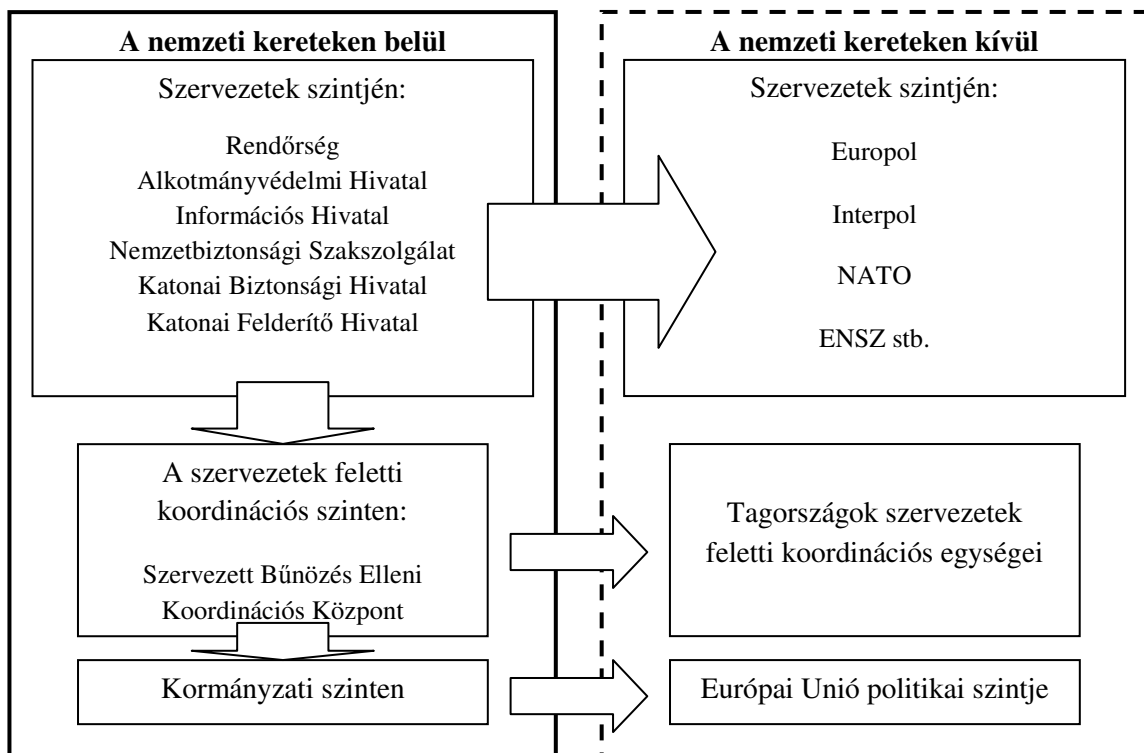 A nemzeti kereteken belül
Szervezetek szintjén:
Rendőrség
Alkotmányvédelmi Hivatal
Információs Hivatal
Nemzetbiztonsági Szakszolgálat
Katonai Biztonsági Hivatal
Katonai Felderítő Hivatal
A szervezetek feletti
koordinációs szinten:
Szervezett Bűnözés Elleni
Koordinációs Központ
Kormányzati szinten
A nemzeti kereteken kívül
Szervezetek szintjén:
Europol
Interpol
NATO
ENSZ stb.
Tagországok szervezetek
feletti koordinációs egységei
Európai Unió politikai szintje